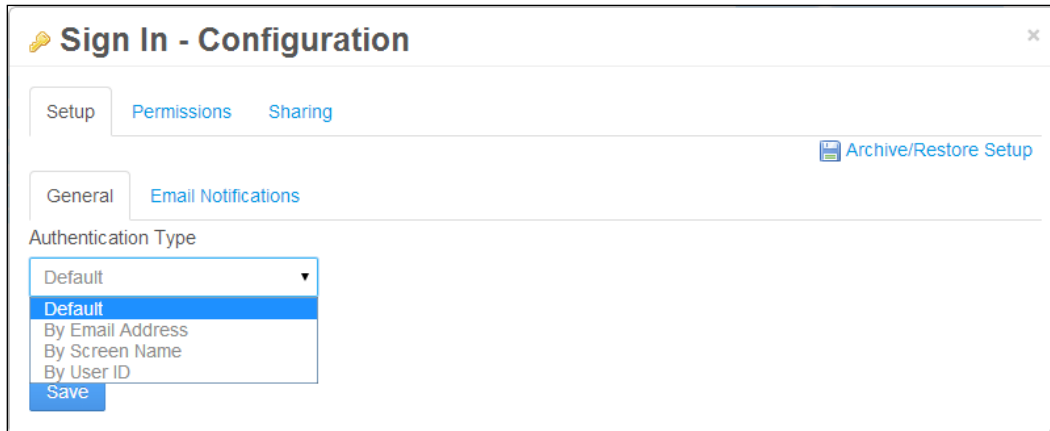 Sign In - Configuration
×
Setup Permissions Sharing
Archive/Restore Setup
General Email Notifications
Authentication Type
Default
Default
By Email Address
By Screen Name
By User ID
Save